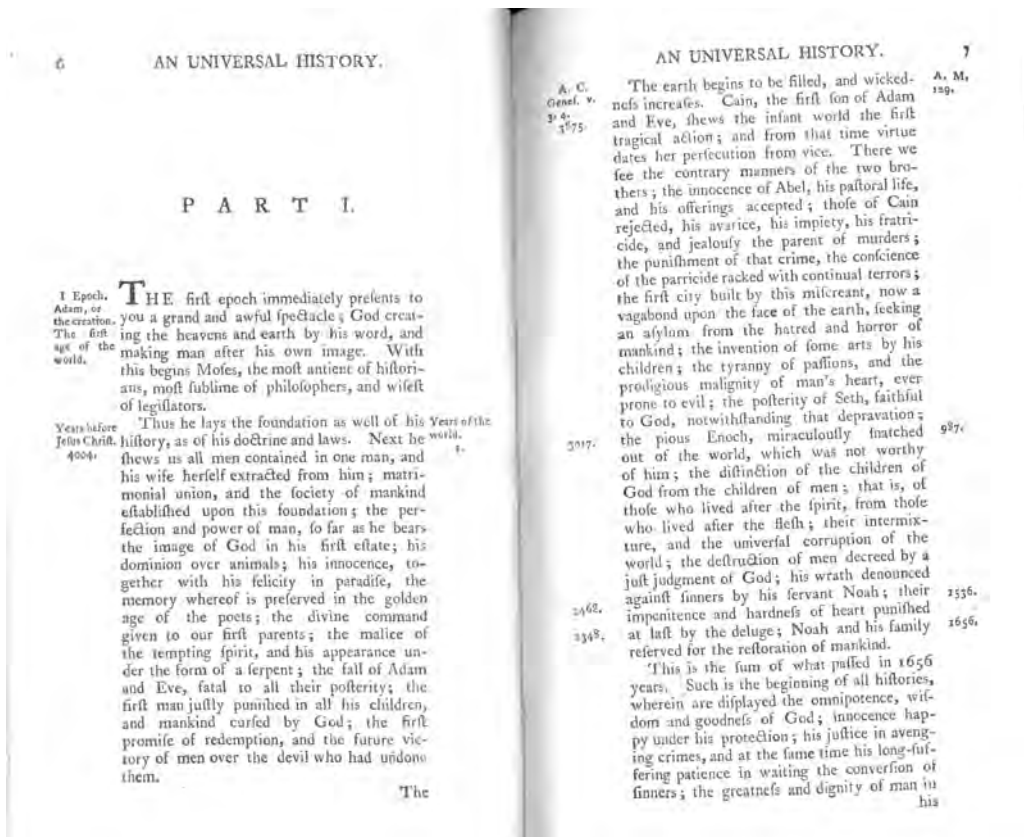 6 AN UNIVERSAL HISTORY.
P A R T I.
I Epoch.
Adam, or
the creation.
The firſt
age of the
world.
THE firſt epoch immediately preſents to
you a grand and awful ſpectacle; God creat-
ing the heavens and earth by his word, and
making man after his own image. With
this begins Moſes, the moſt antient of hiſtori-
ans, moſt ſublime of philoſophers, and wiſeſt
of legiſlators.
Years before
Jeſus Chriſt.
4004.
Thus he lays the foundation as well of his
hiſtory, as of his doctrine and laws. Next he
ſhews us all men contained in one man, and
his wife herſelf extracted from him; matri-
monial union, and the ſociety of mankind
eſtabliſhed upon this foundation; the per-
fection and power of man, ſo far as he bears
the image of God in his firſt eſtate; his
dominion over animals; his innocence, to-
gether with his felicity in paradiſe, the
memory whereof is preſerved in the golden
age of the poets; the divine command
given to our firſt parents; the malice of
the tempting ſpirit, and his appearance un-
der the form of a ſerpent; the fall of Adam
and Eve, fatal to all their poſterity; the
firſt man juſtly puniſhed in all his children,
and mankind curſed by God; the firſt
promiſe of redemption, and the future vic-
tory of men over the devil who had undone
them.
Years of the
world.
1.
The
AN UNIVERSAL HISTORY. 7
A. C.
Geneſ. v.
3, 4.
3875.
The earth begins to be filled, and wicked-
neſs increaſes. Cain, the firſt ſon of Adam
and Eve, ſhews the infant world the firſt
tragical action; and from that time virtue
dates her perſecution from vice. There we
ſee the contrary manners of the two bro-
thers; the innocence of Abel, his paſtoral life,
and his offerings accepted; thoſe of Cain
rejected, his avarice, his impiety, his fratri-
cide, and jealouſy the parent of murders;
the puniſhment of that crime, the conſcience
of the parricide racked with continual terrors;
the firſt city built by this miſcreant, now a
vagabond upon the face of the earth, ſeeking
an aſylum from the hatred and horror of
mankind; the invention of ſome arts by his
children; the tyranny of paſſions, and the
prodigious malignity of man's heart, ever
prone to evil; the poſterity of Seth, faithful
to God, notwithſtanding that depravation;
the pious Enoch, miraculouſly ſnatched
out of the world, which was not worthy
of him; the diſtinction of the children of
God from the children of men; that is, of
thoſe who lived after the ſpirit, from thoſe
who lived after the fleſh; their intermix-
ture, and the univerſal corruption of the
world; the deſtruction of men decreed by a
juſt judgment of God; his wrath denounced
againſt ſinners by his ſervant Noah; their
impenitence and hardneſs of heart puniſhed
at laſt by the deluge; Noah and his family
reſerved for the reſtoration of mankind.
This is the ſum of what paſſed in 1656
years. Such is the beginning of all hiſtories,
wherein are diſplayed the omnipotence, wiſ-
dom and goodneſs of God; innocence hap-
py under his protection; his juſtice in aveng-
ing crimes, and at the ſame time his long-ſuf-
fering patience in waiting the converſion of
ſinners; the greatneſs and dignity of man in
his
A. M.
129.
3017.
987.
2468.
1536.
2348.
1656.